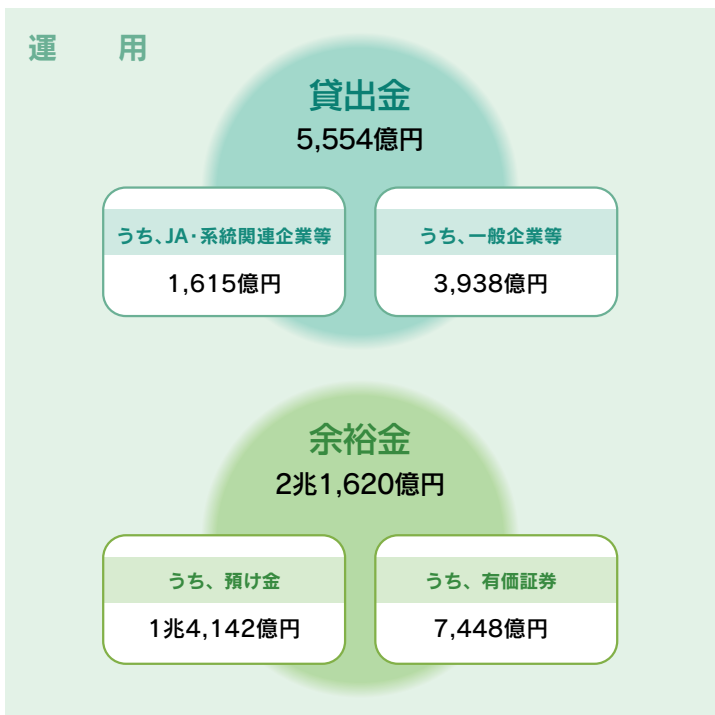 運　用
貸出金
5,554億円
うち、JA・系統関連企業等
1,615億円
うち、一般企業等
3,938億円
余裕金
2兆1,620億円
うち、預け金
1兆4,142億円
うち、有価証券
7,448億円